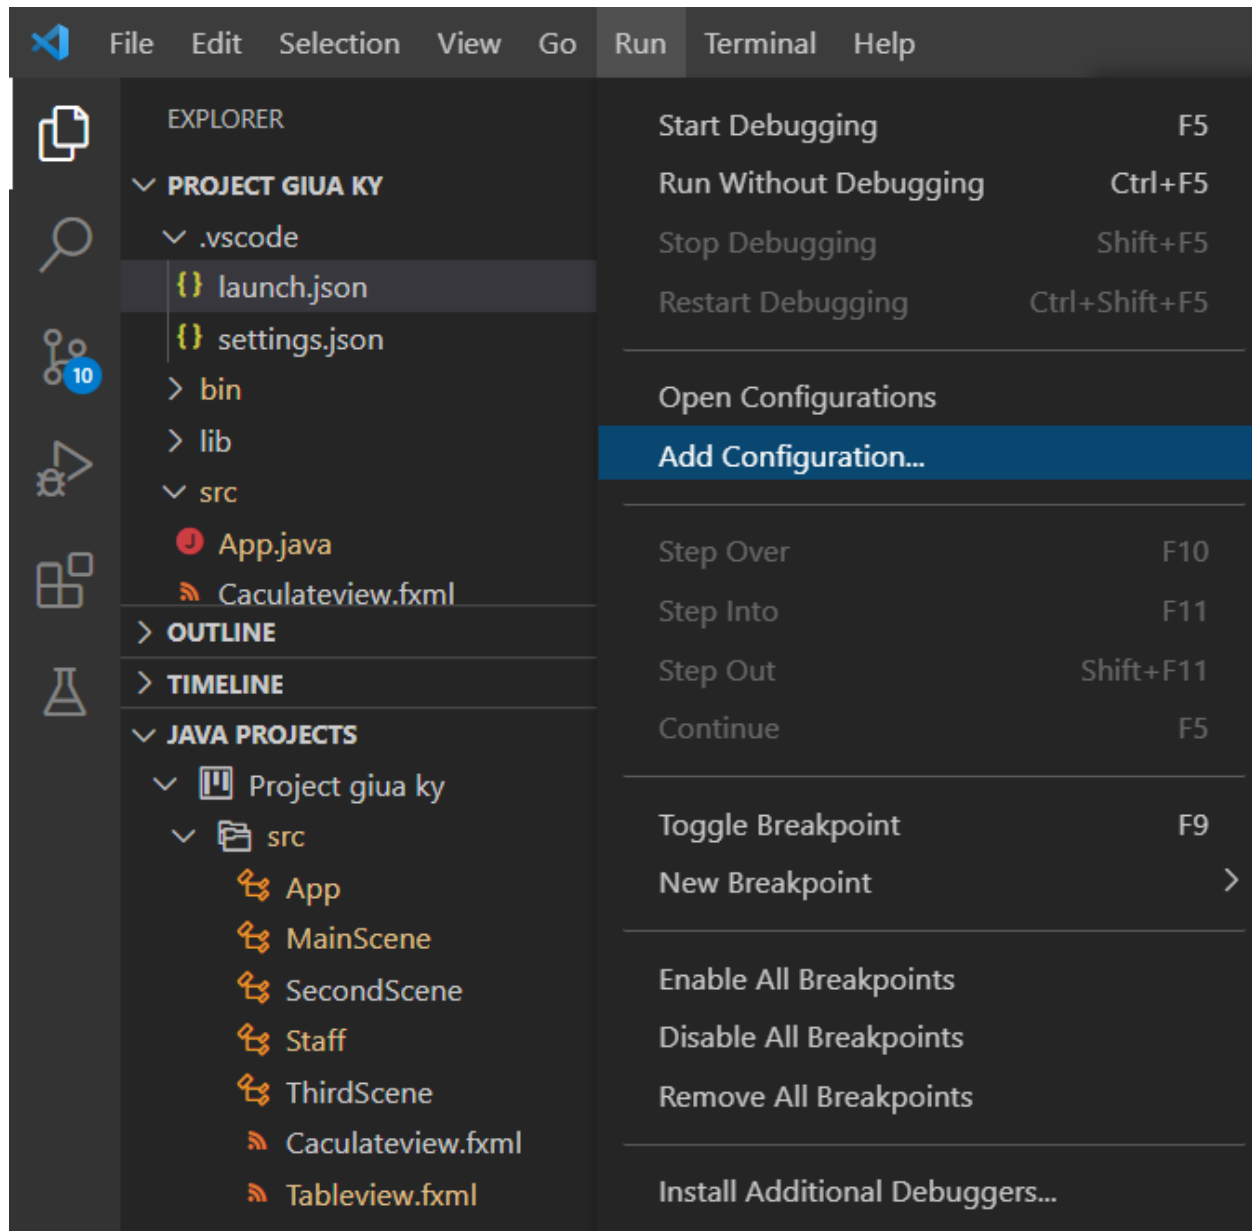 File Edit Selection View Go Run Terminal Help
EXPLORER
PROJECT GIUA KY
.vscode
{} launch.json
{} settings.json
10
bin
lib
src
J App.java
Caculateview.fxml
OUTLINE
TIMELINE
JAVA PROJECTS
Project giua ky
src
App
MainScene
SecondScene
Staff
ThirdScene
Caculateview.fxml
Tableview.fxml
Start Debugging F5
Run Without Debugging Ctrl+F5
Stop Debugging Shift+F5
Restart Debugging Ctrl+Shift+F5
Open Configurations
Add Configuration...
Step Over F10
Step Into F11
Step Out Shift+F11
Continue F5
Toggle Breakpoint F9
New Breakpoint
Enable All Breakpoints
Disable All Breakpoints
Remove All Breakpoints
Install Additional Debuggers...